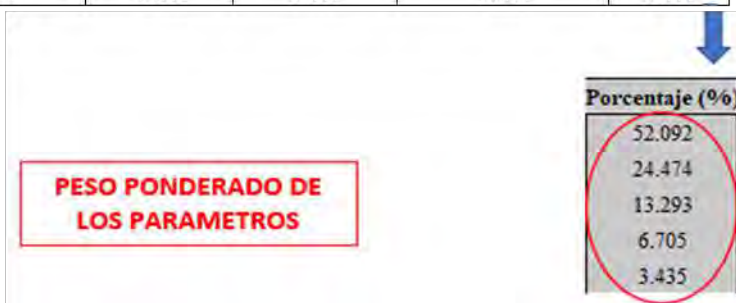 Porcentaje (%)
52.092
24.474
PESO PONDERADO DE
LOS PARAMETROS
13.293
6.705
3.435